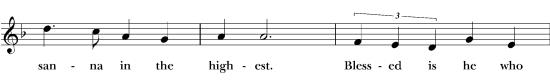 3
san - na in the high - est. Bless - ed is he who